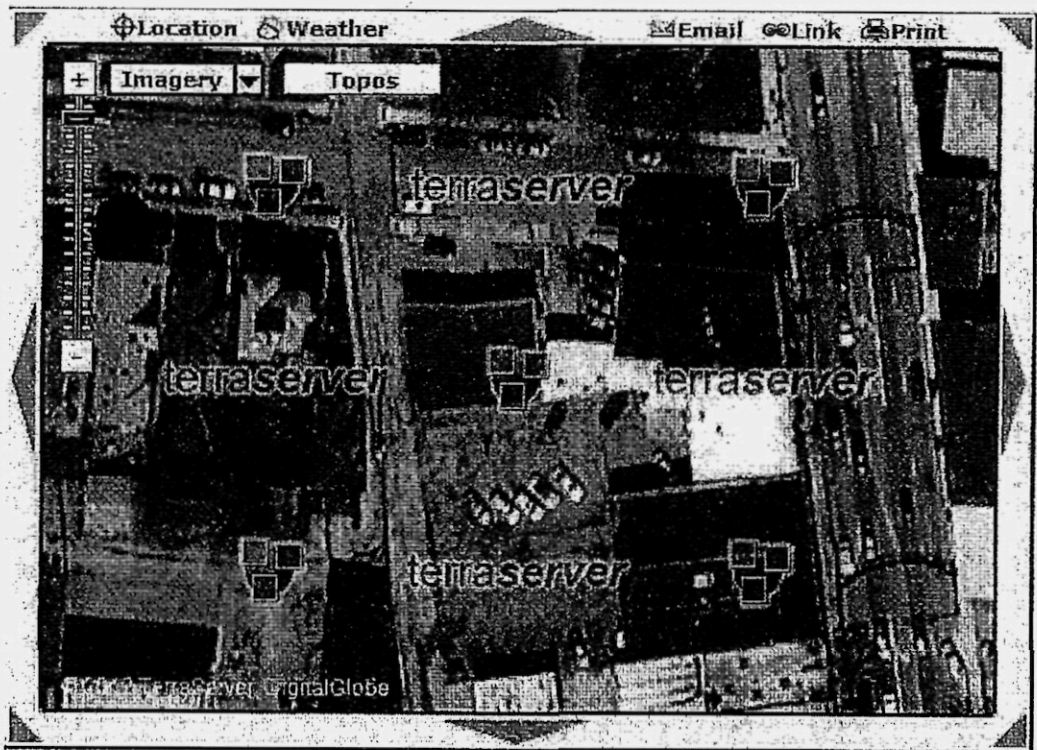 Location Weather Email Link Print
+ Imagery Topos
terraserver
terraserver terraserver
terraserver
TerraServer, DigitalGlobe